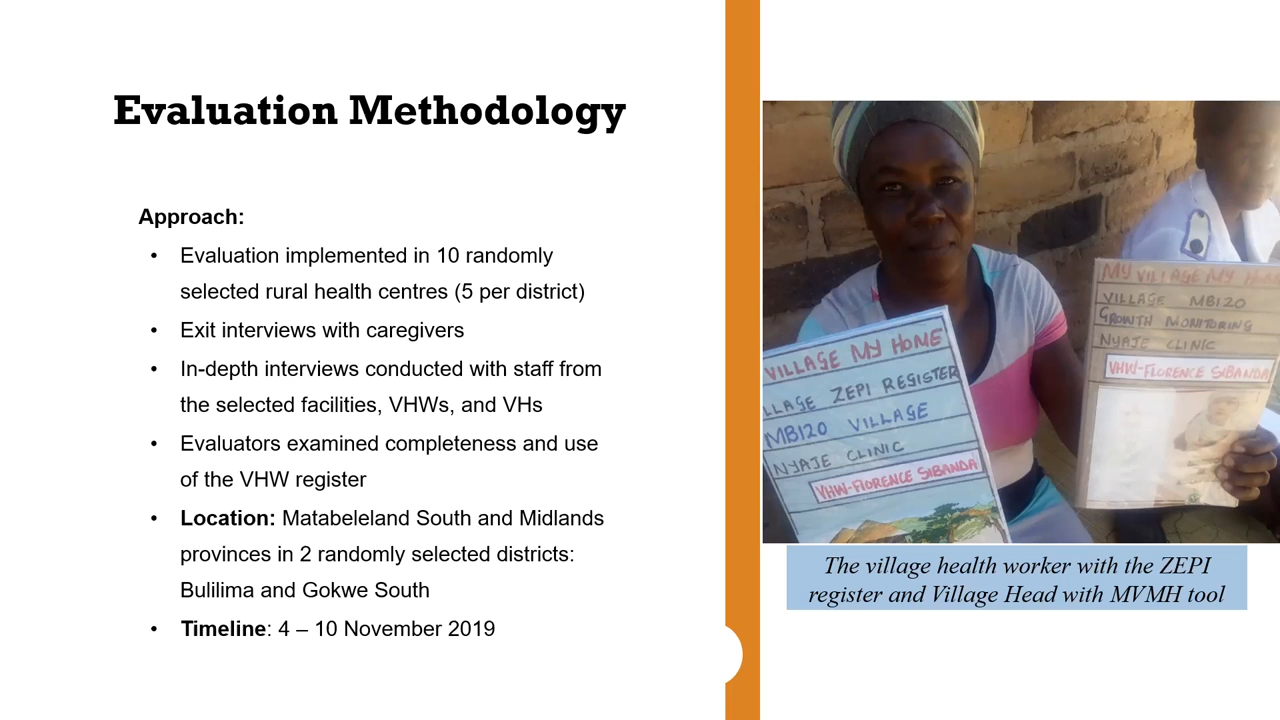 Evaluation Methodology
Approach:
• Evaluation implemented in 10 randomly
selected rural health centres (5 per district)
• Exit interviews with caregivers
• In-depth interviews conducted with staff from
the selected facilities, VHWs, and VHs
• Evaluators examined completeness and use
of the VHW register
• Location: Matabeleland South and Midlands
provinces in 2 randomly selected districts:
Bulilima and Gokwe South
• Timeline: 4 – 10 November 2019
VILLAGE MY HOME
LLAGE ZEPI REGISTER
MBIZO VILLAGE
NYAJE CLINIC
VHW-FLORENCE SIBANDA
MY VILLAGE MY HOME
VILLAGE MBIZO
GROWTH MONITORING
NYAJE CLINIC
VHW-FLORENCE SIBANDA
The village health worker with the ZEPI
register and Village Head with MVMH tool